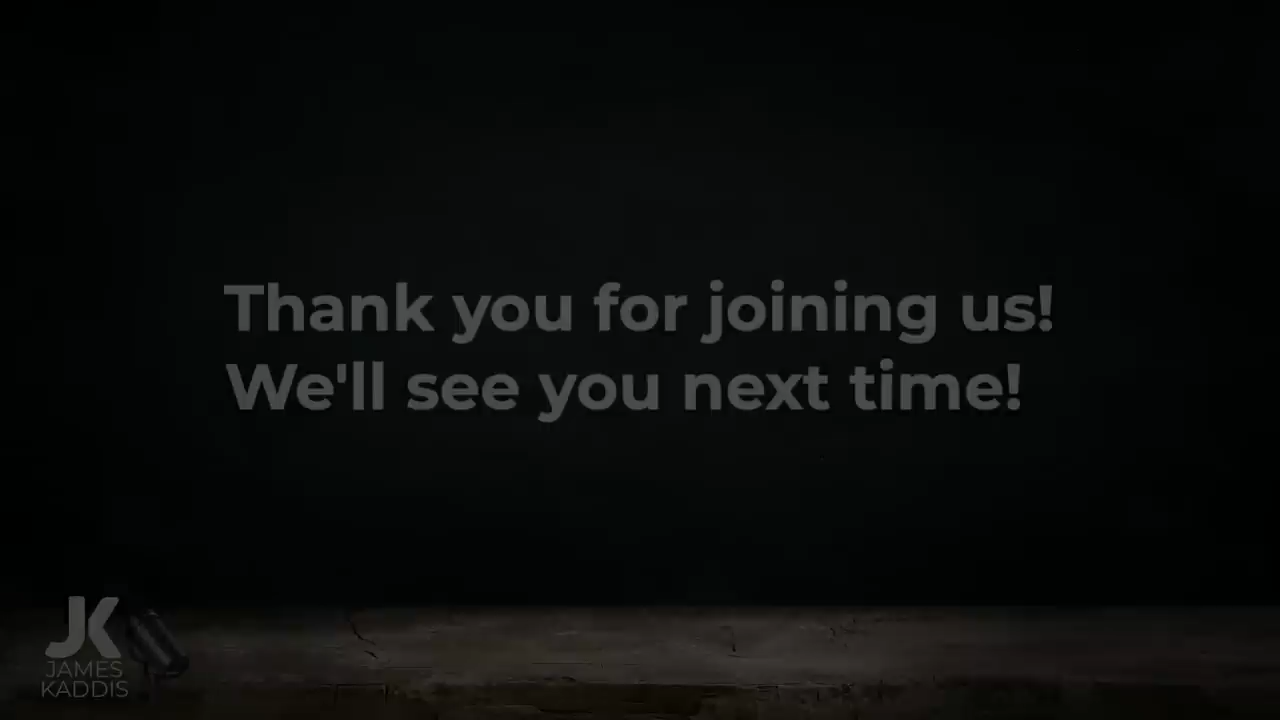 Thank you for joining us!
We'll see you next time!
JK
JAMES
KADDIS